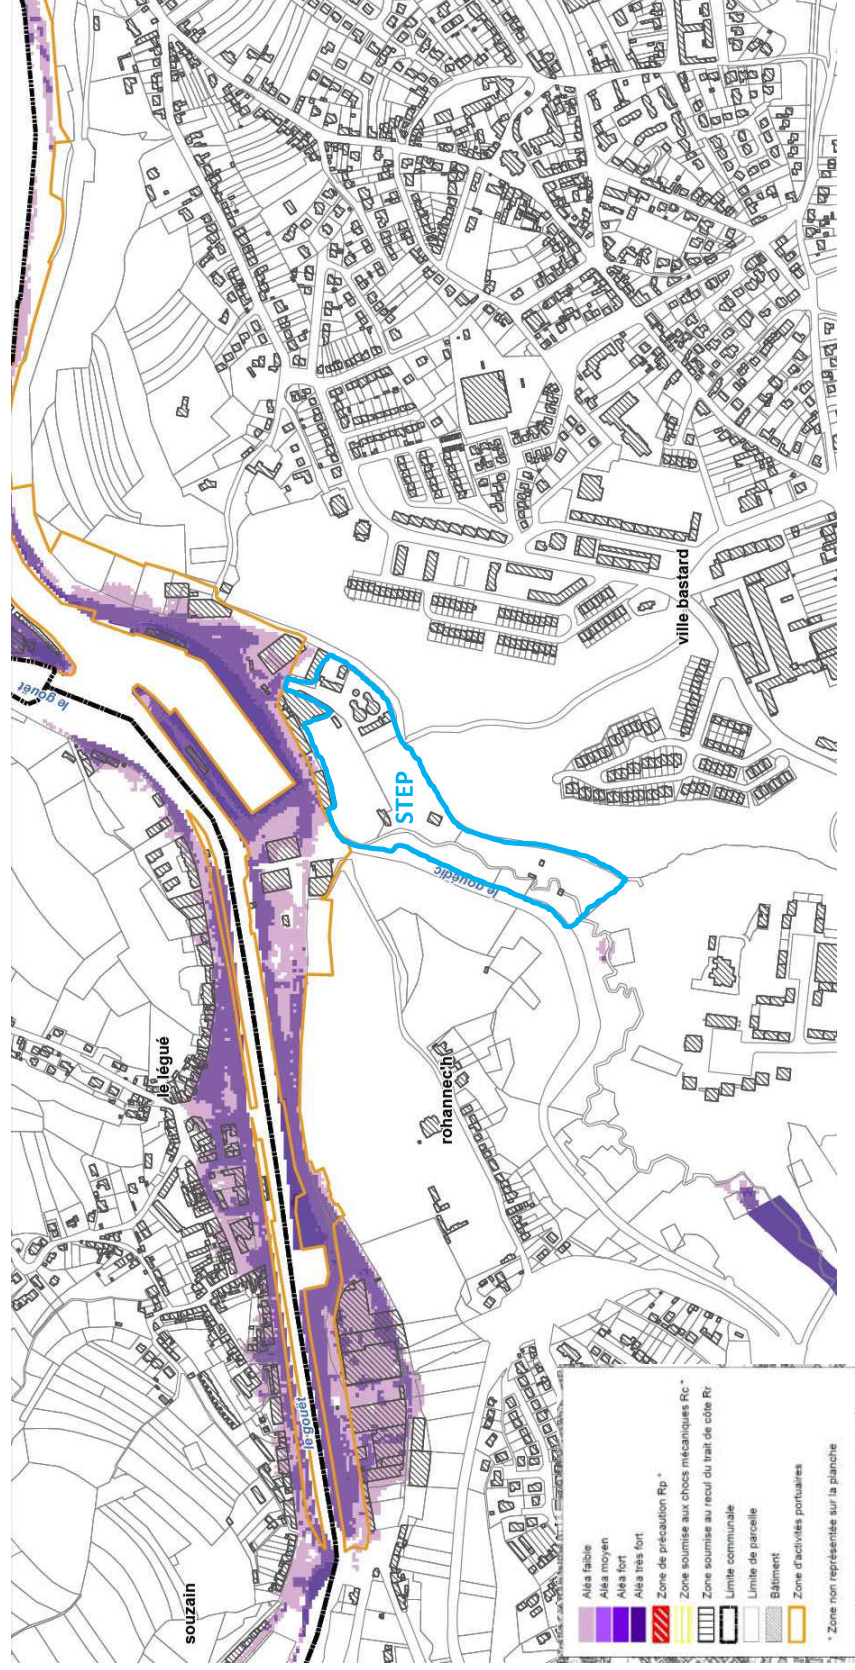 le gouët
STEP
le gouédic
ville bastard
le légué
rohannec'h
le gouët
souzain
Aléa faible
Aléa moyen
Aléa fort
Aléa très fort
Zone de précaution Rp *
Zone soumise aux chocs mécaniques Rc *
Zone soumise au recul du trait de côte Rr
Limite communale
Limite de parcelle
Bâtiment
Zone d'activités portuaires
* Zone non représentée sur la planche